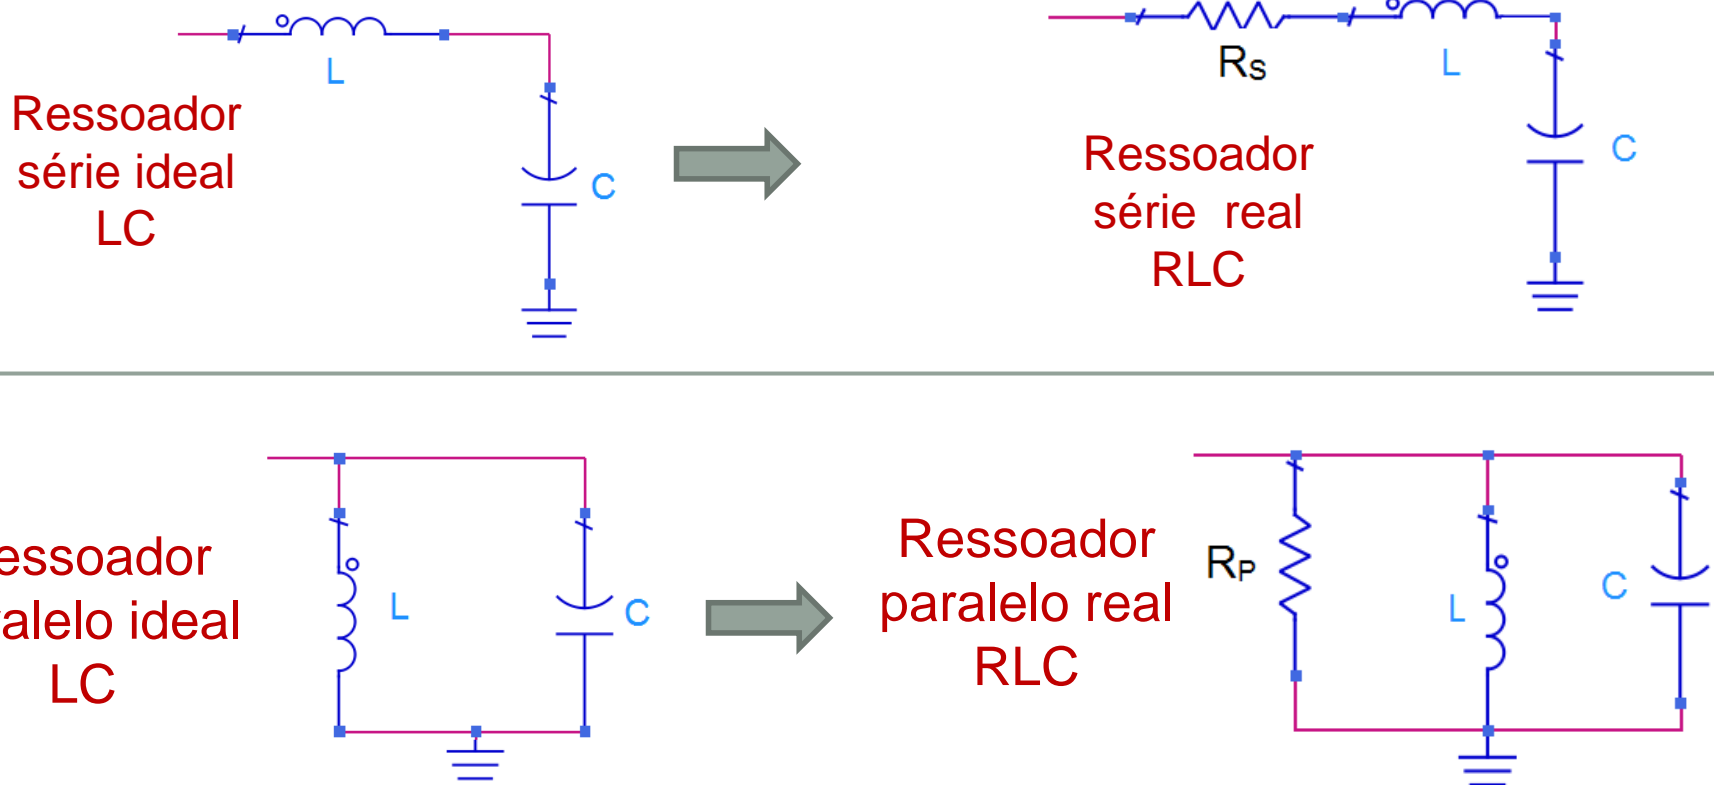 L
Ressoador
série ideal
LC
C
RS
L
Ressoador
série real
RLC
C
essoador
alelo ideal
LC
L
C
Ressoador
paralelo real
RLC
RP
L
C